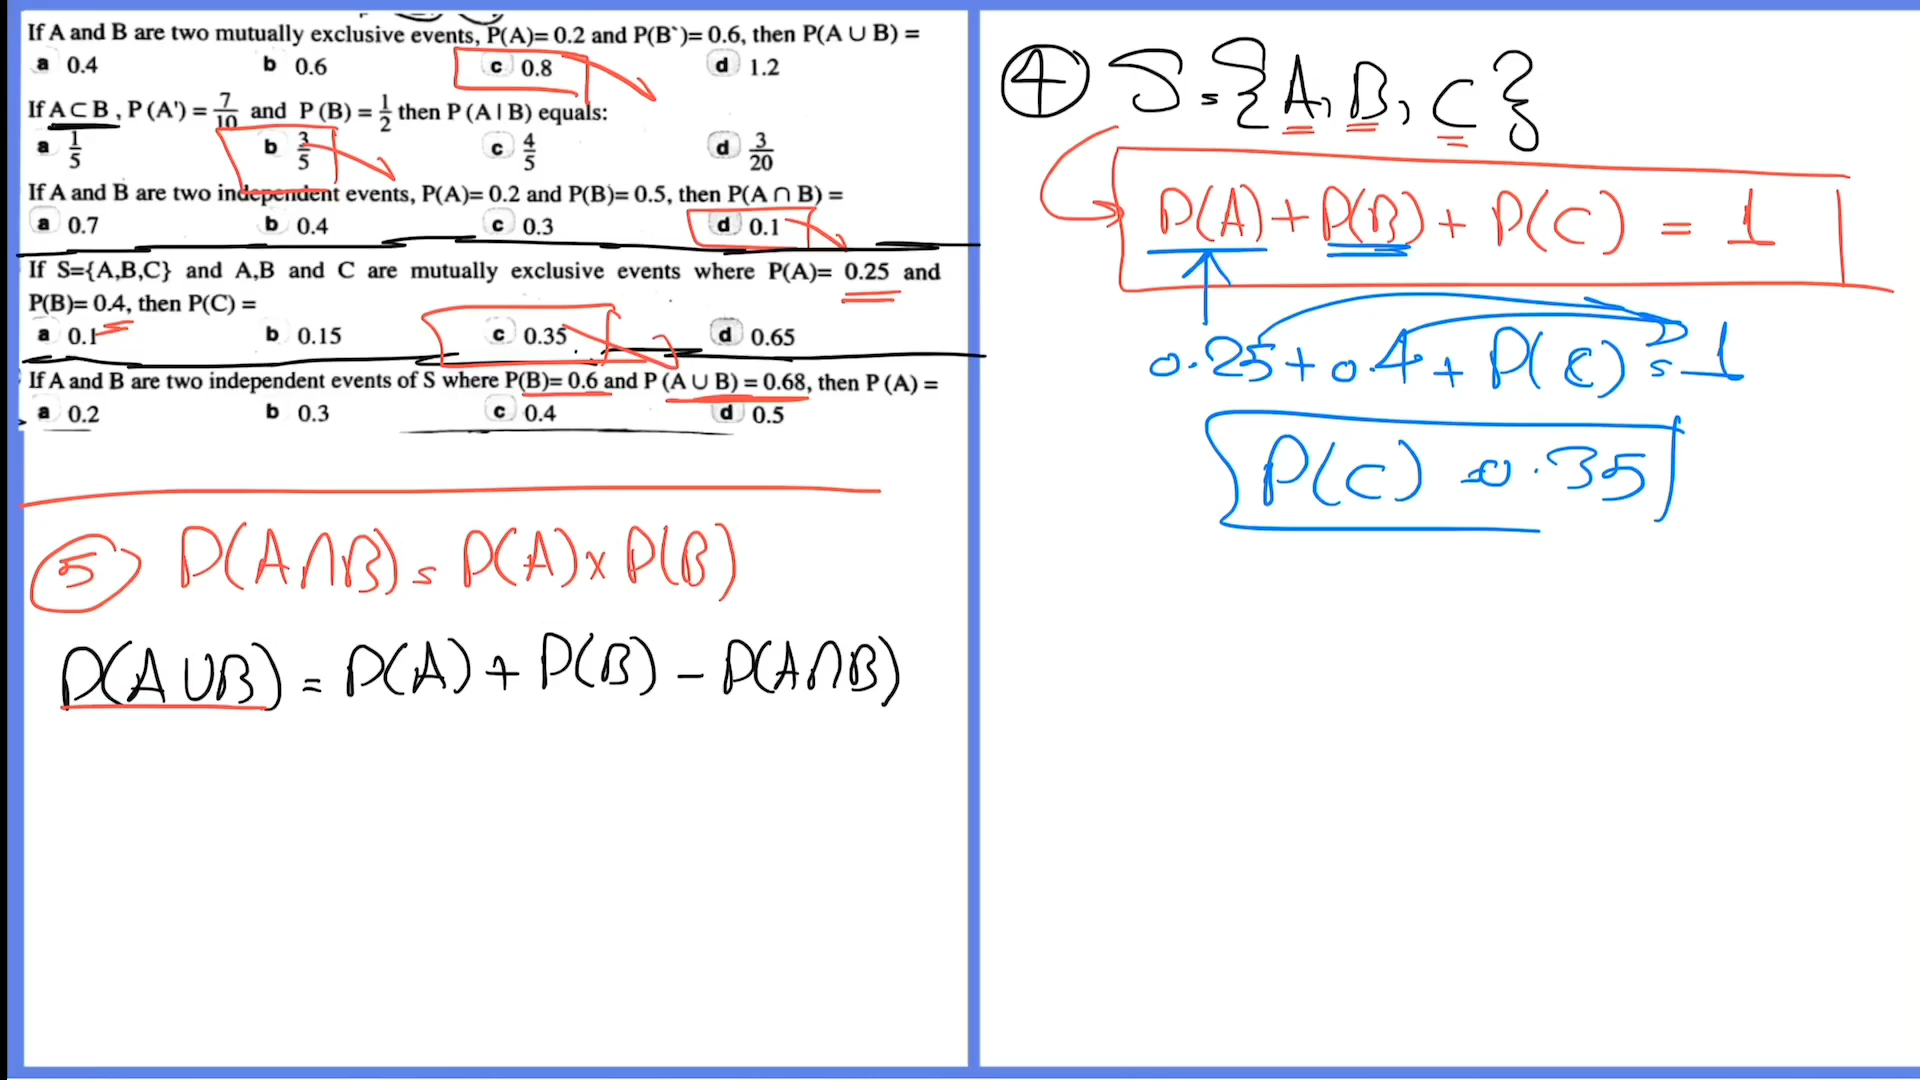 If A and B are two mutually exclusive events, P(A)= 0.2 and P(B`)= 0.6, then P(A ∪ B) =
a 0.4 b 0.6 c 0.8 d 1.2
If A ⊂ B , P (A') = 7/10 and P (B) = 1/2 then P (A | B) equals:
a 1/5 b 3/5 c 4/5 d 3/20
If A and B are two independent events, P(A)= 0.2 and P(B)= 0.5, then P(A ∩ B) =
a 0.7 b 0.4 c 0.3 d 0.1
If S={A,B,C} and A,B and C are mutually exclusive events where P(A)= 0.25 and
P(B)= 0.4, then P(C) =
a 0.1 b 0.15 c 0.35 d 0.65
If A and B are two independent events of S where P(B)= 0.6 and P (A ∪ B) = 0.68, then P (A) =
a 0.2 b 0.3 c 0.4 d 0.5
5 P(A∩B) = P(A) x P(B)
P(A∪B) = P(A) + P(B) - P(A∩B)
4 S = {A, B, C}
P(A) + P(B) + P(C) = 1
0.25 + 0.4 + P(C) = 1
P(C) = 0.35